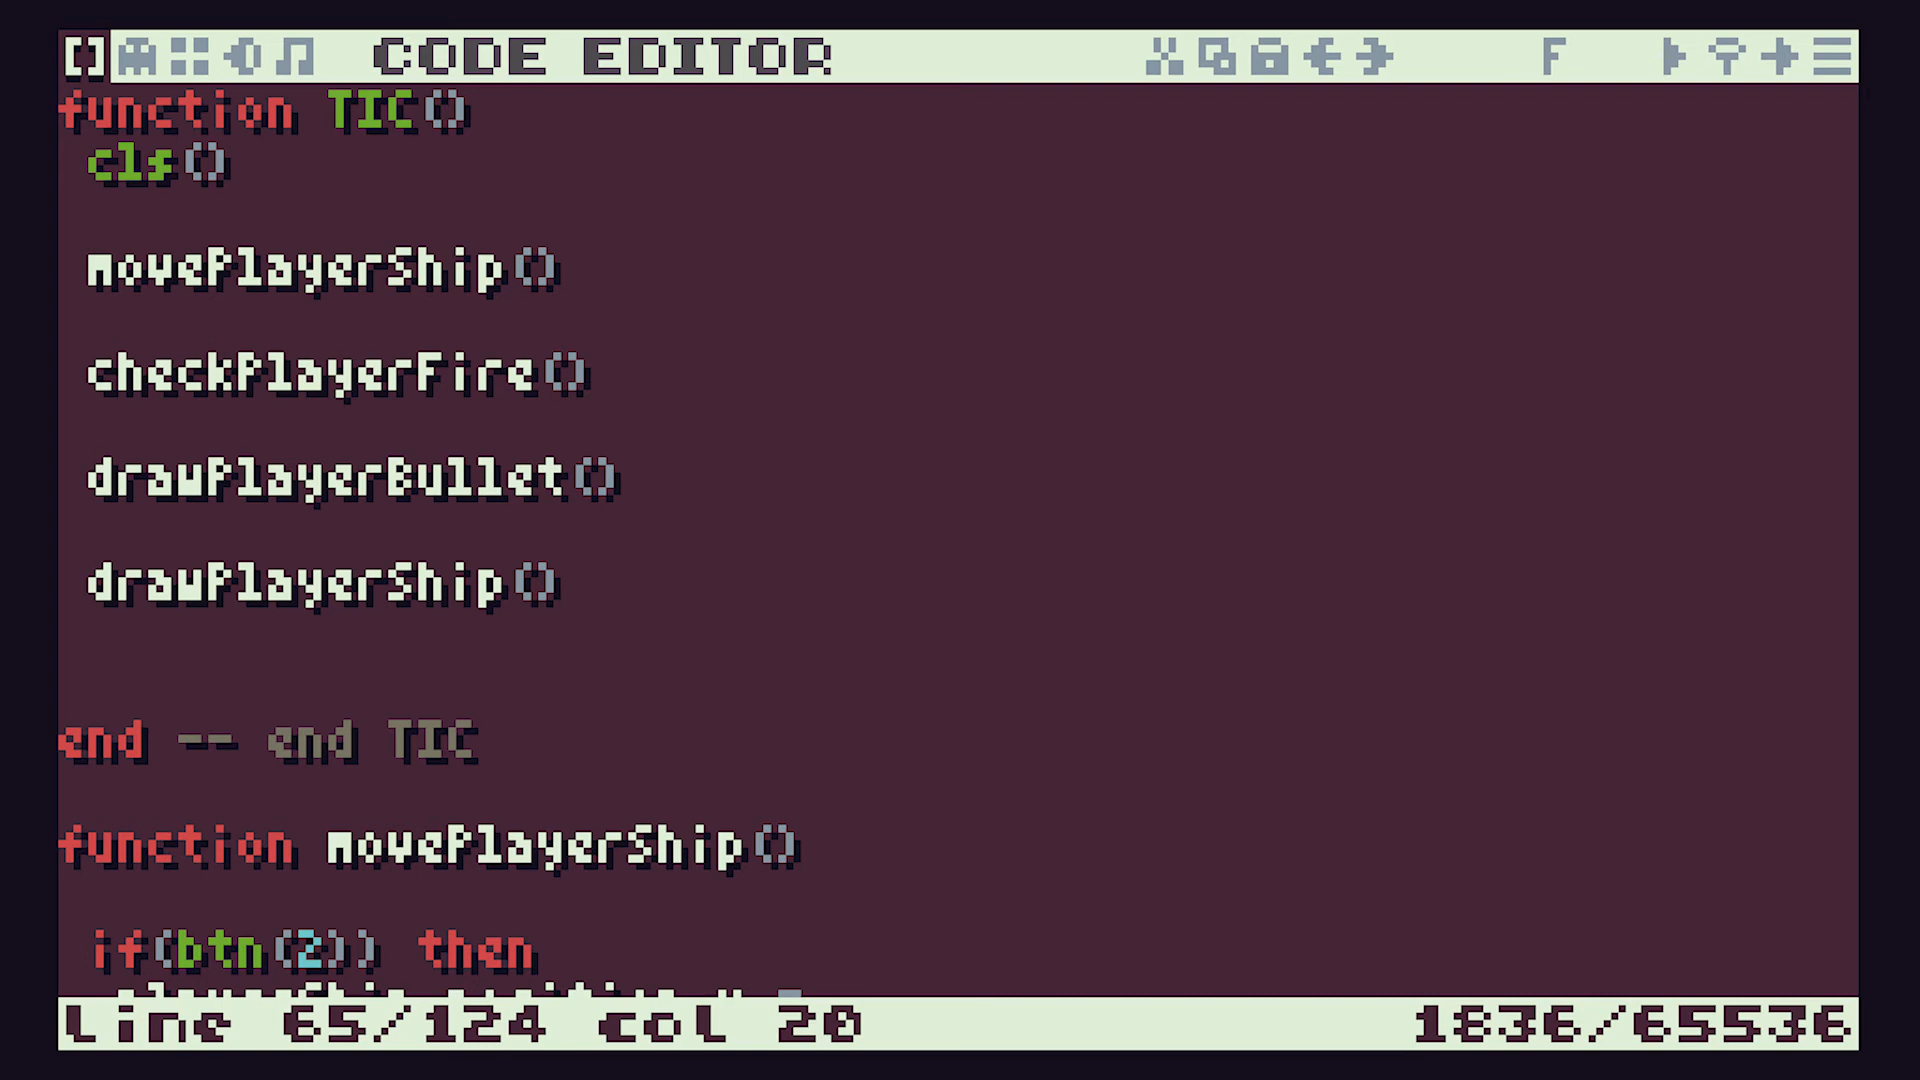 CODE EDITOR F
function TIC()
cls()
movePlayerShip()
checkPlayerFire()
drawPlayerBullet()
drawPlayerShip()
end -- end TIC
function movePlayerShip()
if(btn(2)) then
line 65/124 col 20 1836/65536